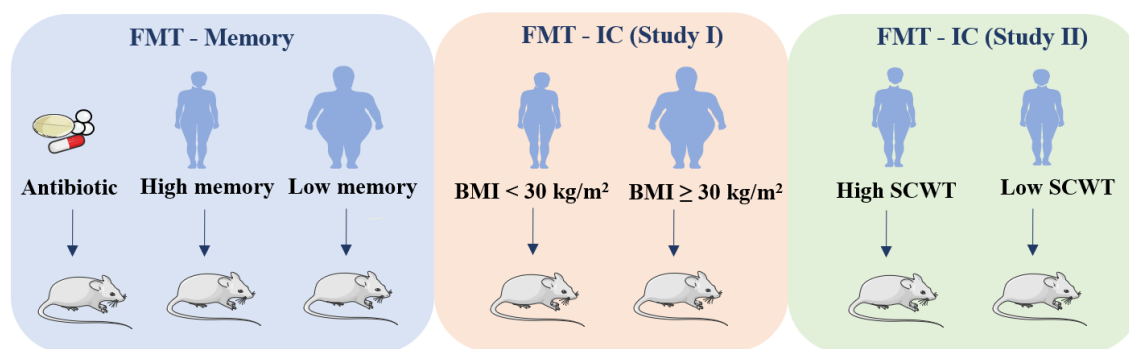 FMT - Memory
Antibiotic
High memory
Low memory
FMT - IC (Study I)
BMI < 30 kg/m²
BMI ≥ 30 kg/m²
FMT - IC (Study II)
High SCWT
Low SCWT